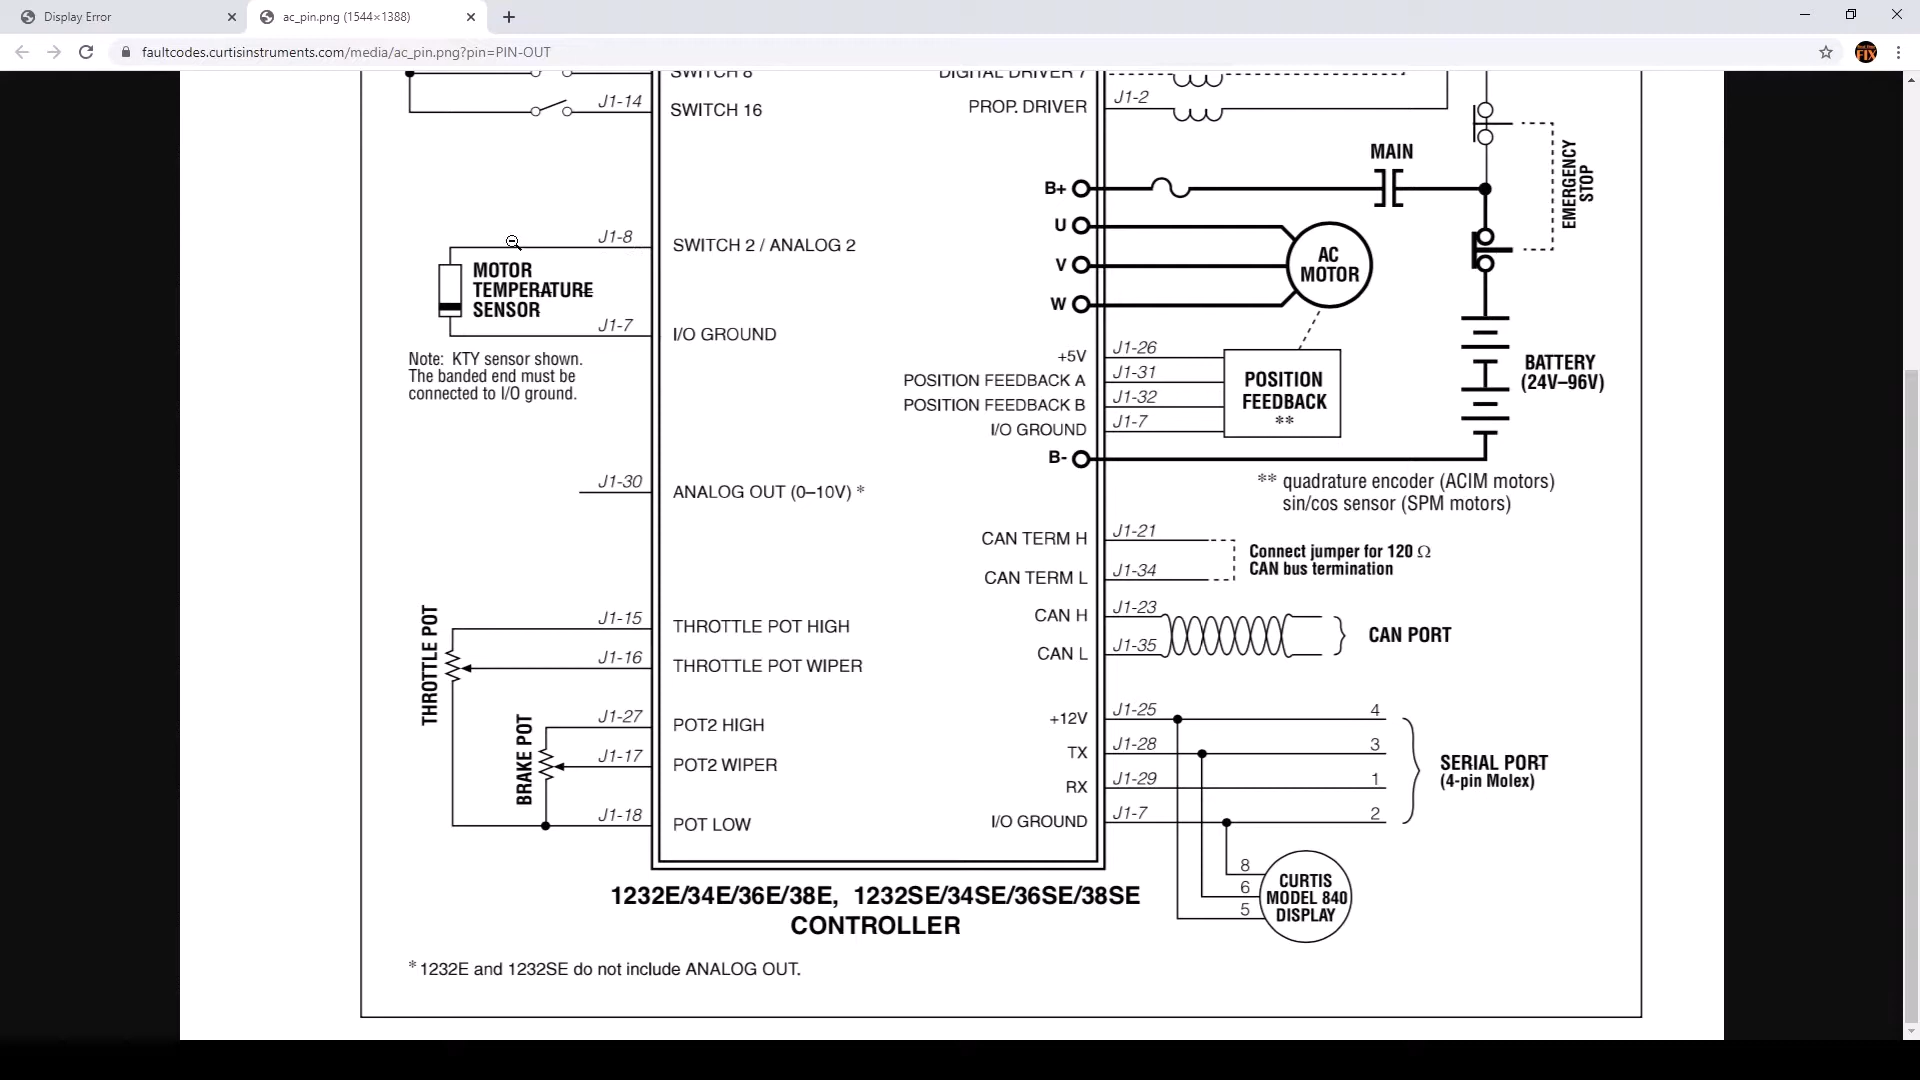 Display Error
ac_pin.png (1544×1388)
faultcodes.curtisinstruments.com/media/ac_pin.png?pin=PIN-OUT
FIX
SWITCH 8
DIGITAL DRIVER 7
J1-14
SWITCH 16
PROP. DRIVER
J1-2
MAIN
EMERGENCY
STOP
B+
J1-8
SWITCH 2 / ANALOG 2
MOTOR
TEMPERATURE
SENSOR
J1-7
I/O GROUND
Note: KTY sensor shown.
The banded end must be
connected to I/O ground.
U
V
W
AC
MOTOR
+5V
J1-26
POSITION FEEDBACK A
J1-31
POSITION FEEDBACK B
J1-32
I/O GROUND
J1-7
POSITION
FEEDBACK
**
BATTERY
(24V–96V)
B-
** quadrature encoder (ACIM motors)
sin/cos sensor (SPM motors)
J1-30
ANALOG OUT (0–10V) *
CAN TERM H
J1-21
CAN TERM L
J1-34
Connect jumper for 120 Ω
CAN bus termination
CAN H
J1-23
CAN L
J1-35
CAN PORT
THROTTLE POT
J1-15
THROTTLE POT HIGH
J1-16
THROTTLE POT WIPER
BRAKE POT
J1-27
POT2 HIGH
J1-17
POT2 WIPER
J1-18
POT LOW
+12V
J1-25
4
TX
J1-28
3
RX
J1-29
1
I/O GROUND
J1-7
2
SERIAL PORT
(4-pin Molex)
8
6
5
CURTIS
MODEL 840
DISPLAY
1232E/34E/36E/38E, 1232SE/34SE/36SE/38SE
CONTROLLER
* 1232E and 1232SE do not include ANALOG OUT.